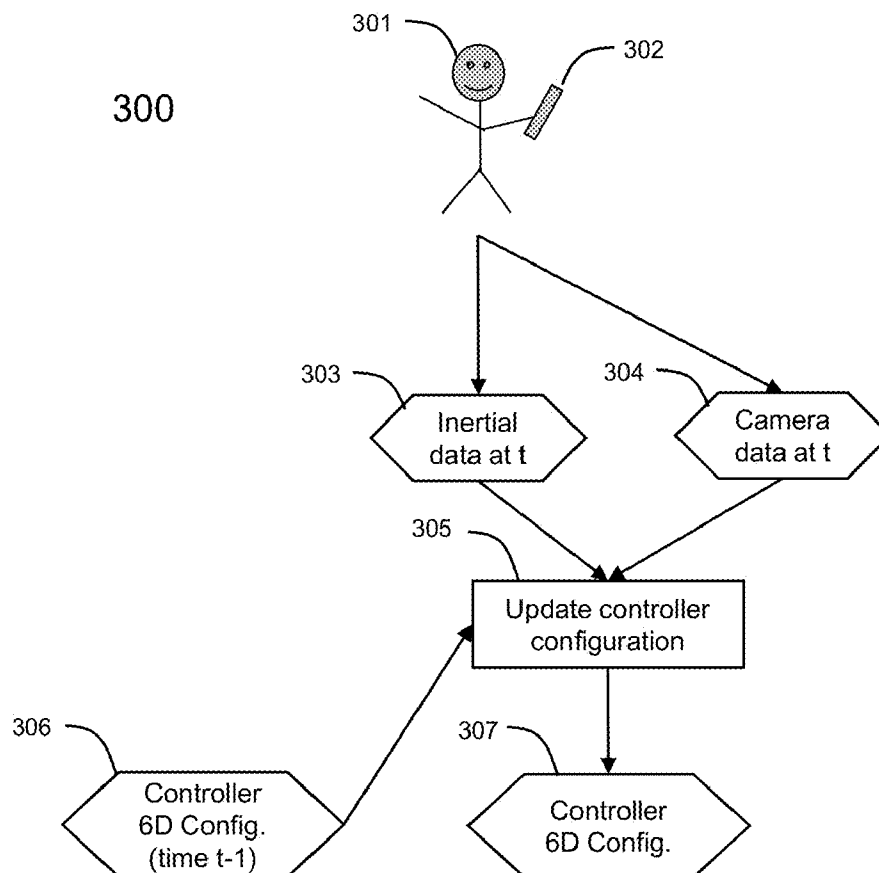 301
302
300
303
304
Inertial
data at t
Camera
data at t
305
Update controller
configuration
306
307
Controller
6D Config.
(time t-1)
Controller
6D Config.